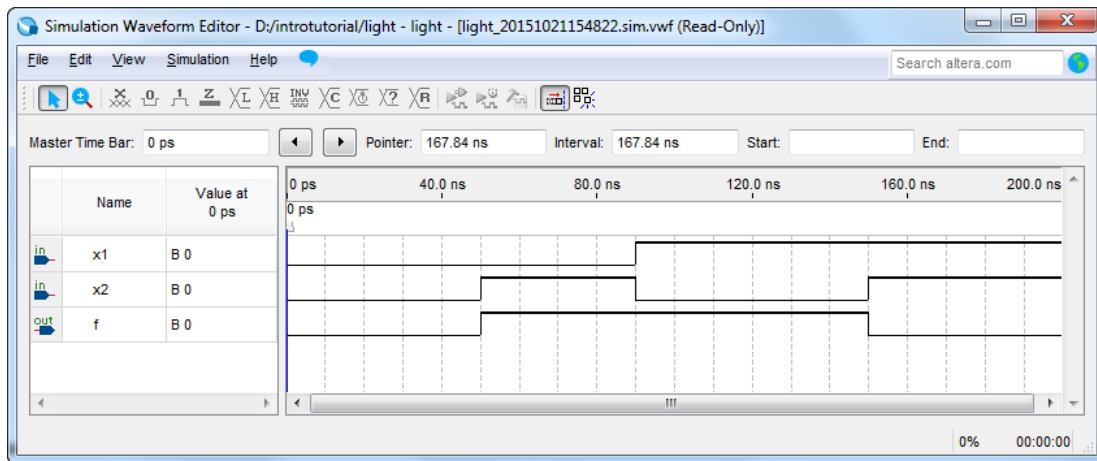 Simulation Waveform Editor - D:/introtutorial/light - light - [light_20151021154822.sim.vwf (Read-Only)]
File Edit View Simulation Help
Search altera.com
Master Time Bar: 0 ps Pointer: 167.84 ns Interval: 167.84 ns Start: End:
Name Value at 0 ps
0 ps 40.0 ns 80.0 ns 120.0 ns 160.0 ns 200.0 ns
0 ps
in x1 B 0
in x2 B 0
out f B 0
0% 00:00:00